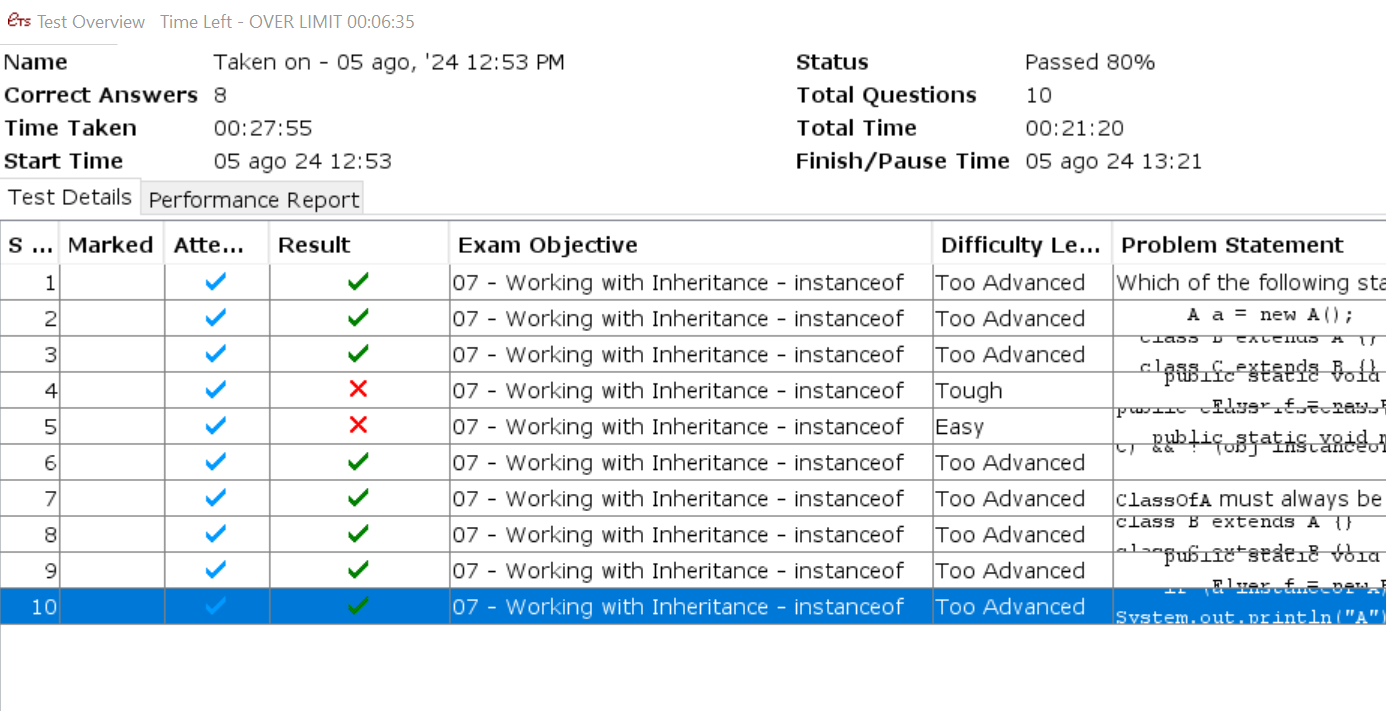 ets Test Overview Time Left - OVER LIMIT 00:06:35
Name Taken on - 05 ago, '24 12:53 PM Status Passed 80%
Correct Answers 8 Total Questions 10
Time Taken 00:27:55 Total Time 00:21:20
Start Time 05 ago 24 12:53 Finish/Pause Time 05 ago 24 13:21
Test Details Performance Report
S ... Marked Atte... Result Exam Objective Difficulty Le... Problem Statement
1 07 - Working with Inheritance - instanceof Too Advanced Which of the following sta
2 07 - Working with Inheritance - instanceof Too Advanced A a = new A();
3 07 - Working with Inheritance - instanceof Too Advanced class B extends A {}
class C extends B {}
4 07 - Working with Inheritance - instanceof Tough public static void
5 07 - Working with Inheritance - instanceof Easy public static void m
6 07 - Working with Inheritance - instanceof Too Advanced C) && ! (obj instanceof
7 07 - Working with Inheritance - instanceof Too Advanced ClassOfA must always be
8 07 - Working with Inheritance - instanceof Too Advanced class B extends A {}
class C extends B {}
9 07 - Working with Inheritance - instanceof Too Advanced public static void
10 07 - Working with Inheritance - instanceof Too Advanced if (a instanceof A)
System.out.println("A")